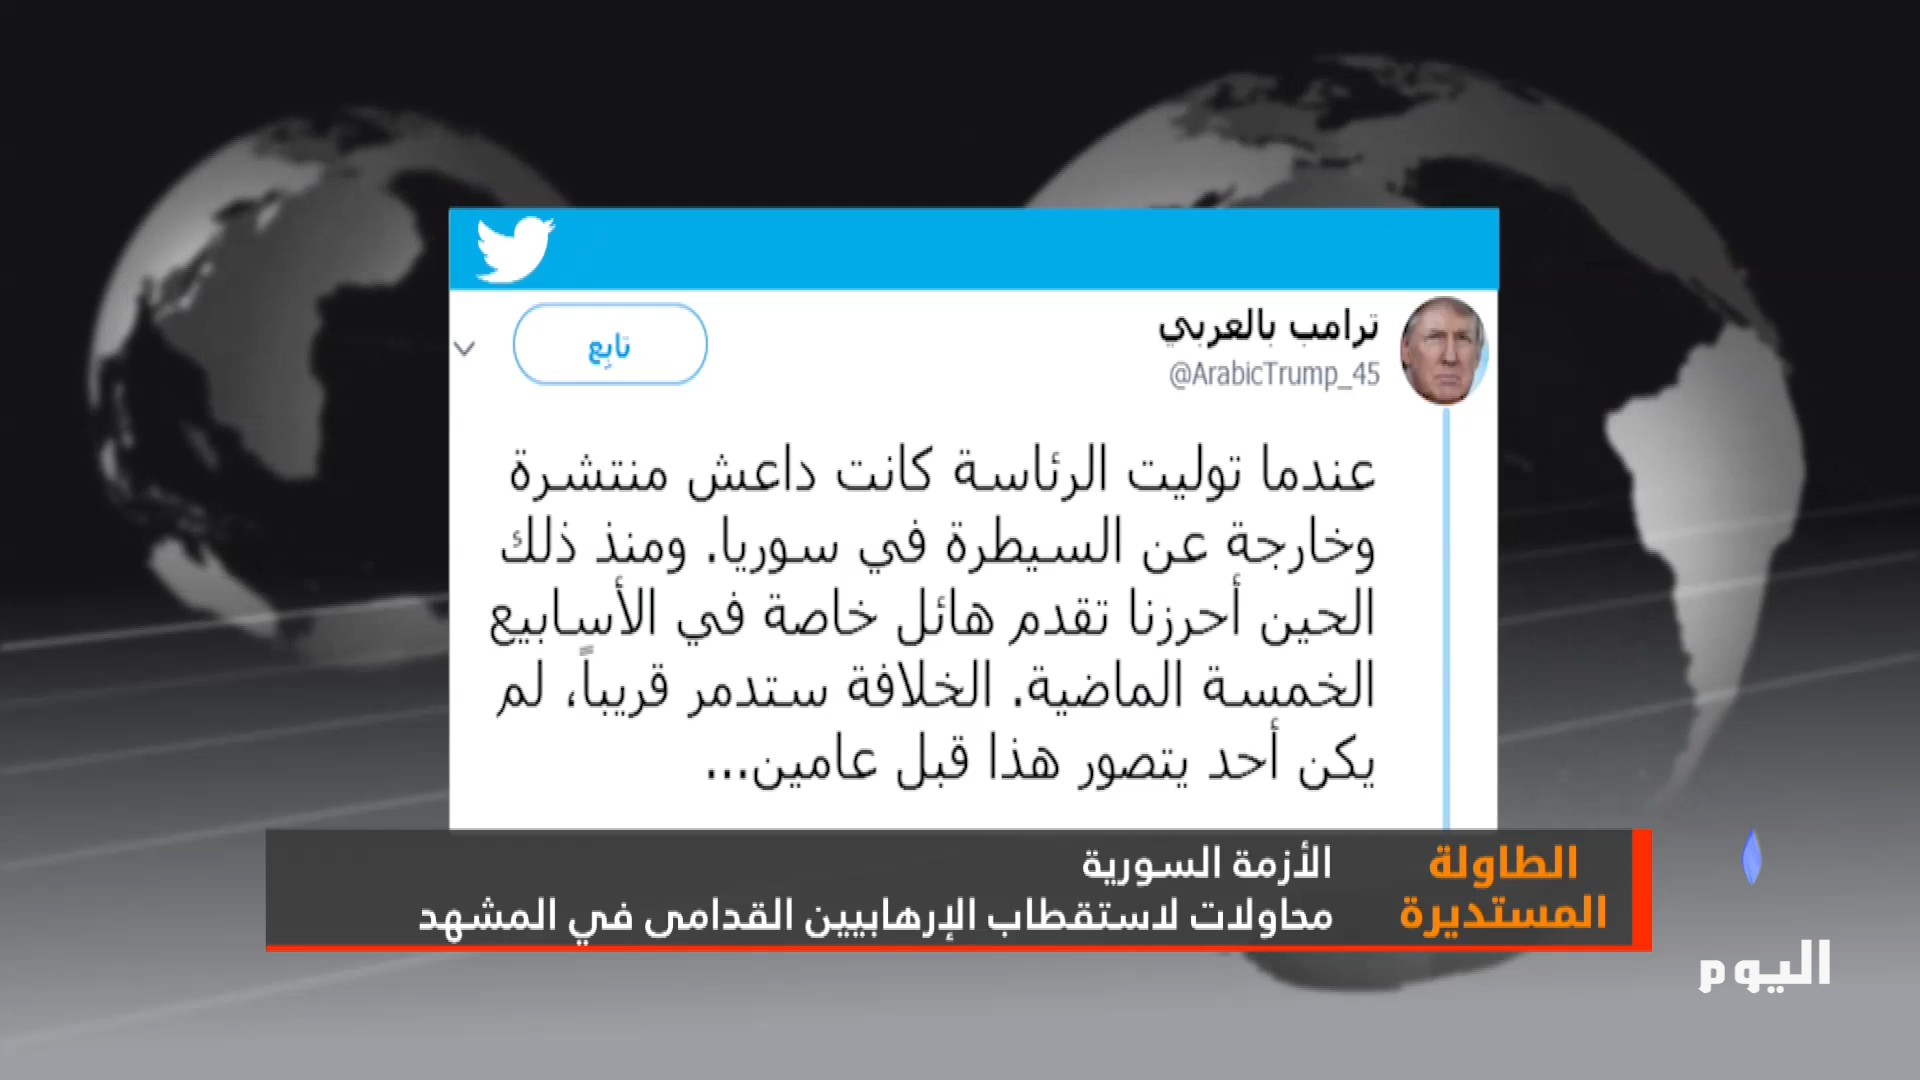 ترامب بالعربي
@ArabicTrump_45
تابِع
عندما توليت الرئاسة كانت داعش منتشرة
وخارجة عن السيطرة في سوريا. ومنذ ذلك
الحين أحرزنا تقدم هائل خاصة في الأسابيع
الخمسة الماضية. الخلافة ستدمر قريباً، لم
يكن أحد يتصور هذا قبل عامين...
الطاولة
المستديرة
الأزمة السورية
محاولات لاستقطاب الإرهابيين القدامى في المشهد
اليوم